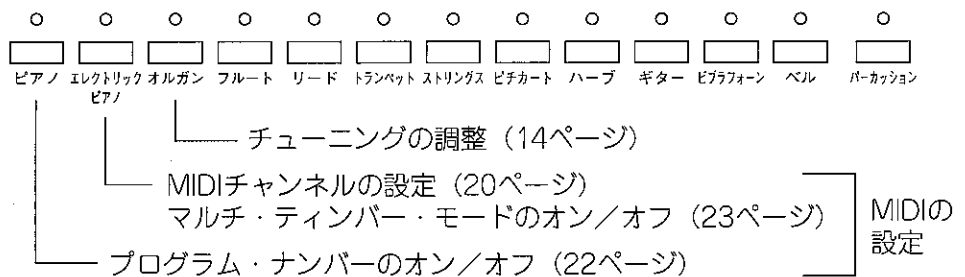 ピアノ エレクトリックピアノ オルガン フルート リード トランペット ストリングス ピチカート ハープ ギター ビブラフォーン ベル パーカッション
チューニングの調整（14ページ）
MIDIチャンネルの設定（20ページ）
マルチ・ティンバー・モードのオン／オフ（23ページ）
プログラム・ナンバーのオン／オフ（22ページ）
MIDIの
設定